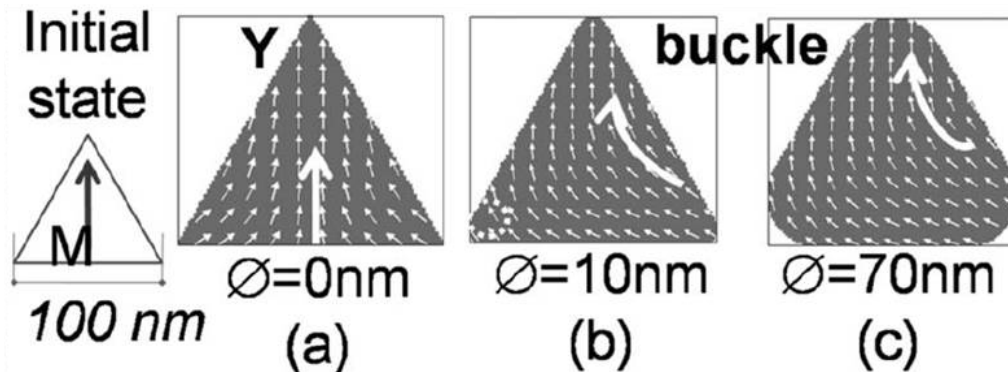 Initial
state
M
100 nm
Y
buckle
∅=0nm
∅=10nm
∅=70nm
(a)
(b)
(c)